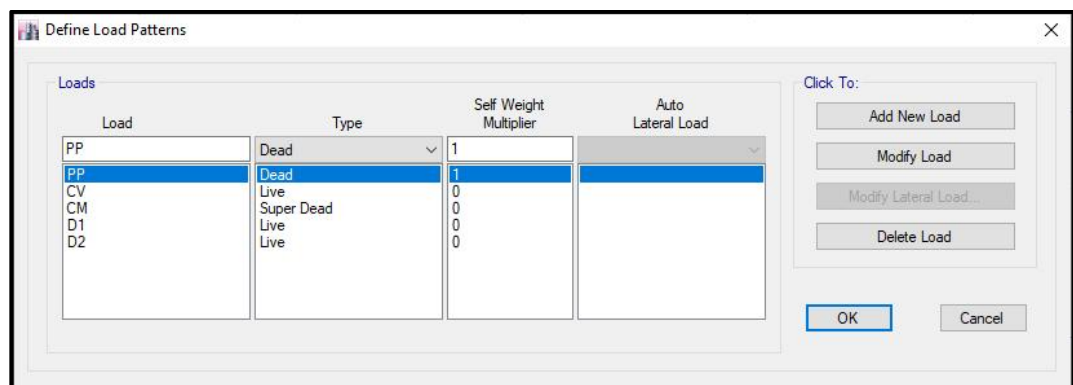 Define Load Patterns
Loads
Click To:
Load Type Self Weight Multiplier Auto Lateral Load
PP Dead 1
PP Dead 1
CV Live 0
CM Super Dead 0
D1 Live 0
D2 Live 0
Add New Load
Modify Load
Modify Lateral Load...
Delete Load
OK Cancel